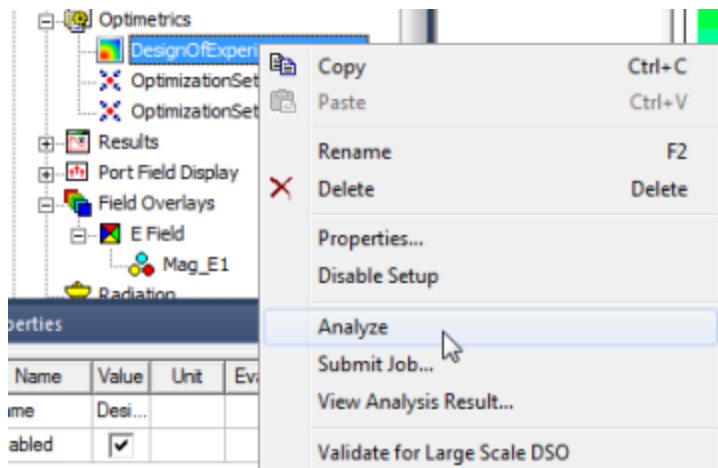 Optimetrics
DesignOfExperi
OptimizationSet
OptimizationSet
Results
Port Field Display
Field Overlays
E Field
Mag_E1
Radiation
Copy Ctrl+C
Paste Ctrl+V
Rename F2
Delete Delete
Properties...
Disable Setup
Analyze
Submit Job...
View Analysis Result...
Validate for Large Scale DSO
perties
Name Value Unit Eva
me Desi...
abled